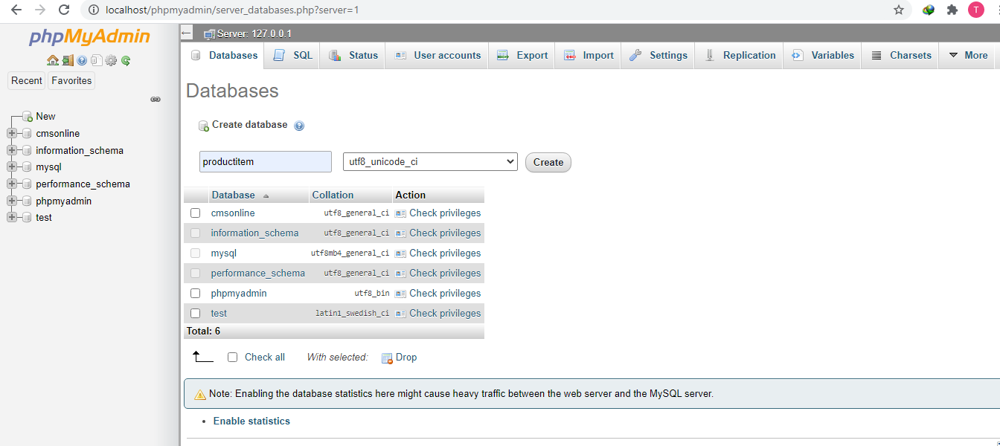 localhost/phpmyadmin/server_databases.php?server=1
T
phpMyAdmin
Recent Favorites
New
cmsonline
information_schema
mysql
performance_schema
phpmyadmin
test
Server: 127.0.0.1
Databases SQL Status User accounts Export Import Settings Replication Variables Charsets More
Databases
Create database
productitem utf8_unicode_ci Create
Database Collation Action
cmsonline utf8_general_ci Check privileges
information_schema utf8_general_ci Check privileges
mysql utf8mb4_general_ci Check privileges
performance_schema utf8_general_ci Check privileges
phpmyadmin utf8_bin Check privileges
test latin1_swedish_ci Check privileges
Total: 6
Check all With selected: Drop
Note: Enabling the database statistics here might cause heavy traffic between the web server and the MySQL server.
• Enable statistics